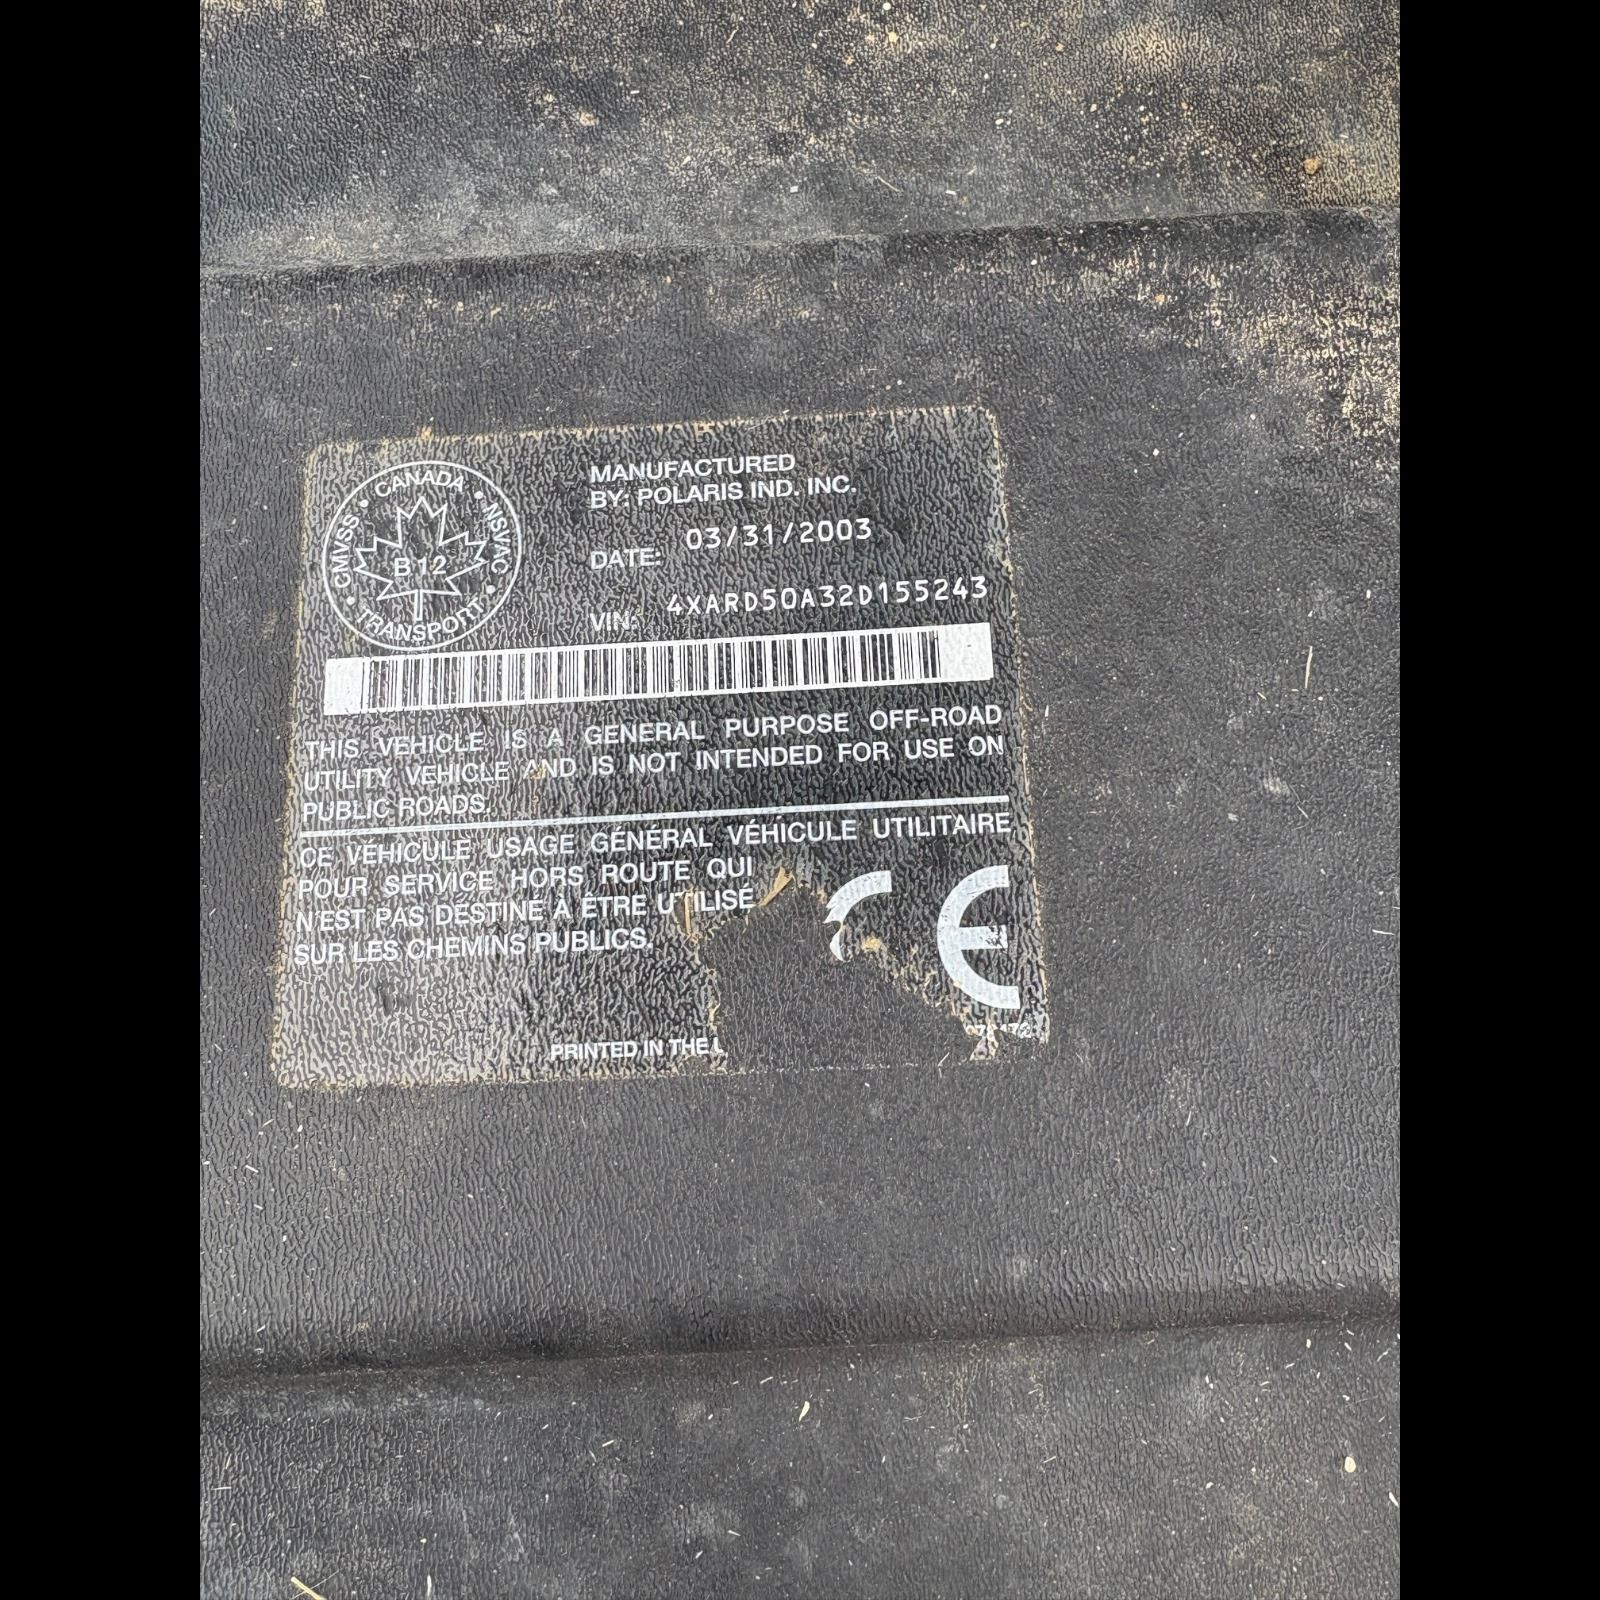 CANADA
CMVSS
NSVAC
B12
TRANSPORT
MANUFACTURED
BY: POLARIS IND. INC.
DATE: 03/31/2003
VIN: 4XARD50A32D155243
THIS VEHICLE IS A GENERAL PURPOSE OFF-ROAD
UTILITY VEHICLE AND IS NOT INTENDED FOR USE ON
PUBLIC ROADS.
CE VÉHICULE USAGE GÉNÉRAL VÉHICULE UTILITAIRE
POUR SERVICE HORS ROUTE QUI
N'EST PAS DESTINÉ À ÊTRE UTILISÉ
SUR LES CHEMINS PUBLICS.
CE
PRINTED IN THE